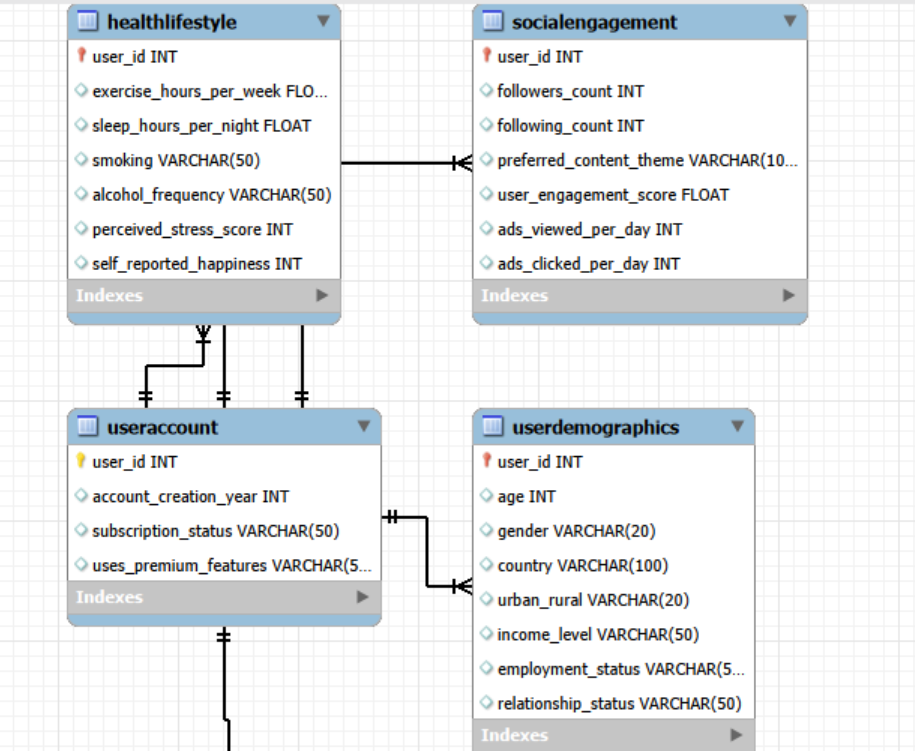 healthlifestyle
user_id INT
exercise_hours_per_week FLO...
sleep_hours_per_night FLOAT
smoking VARCHAR(50)
alcohol_frequency VARCHAR(50)
perceived_stress_score INT
self_reported_happiness INT
Indexes
socialengagement
user_id INT
followers_count INT
following_count INT
preferred_content_theme VARCHAR(10...
user_engagement_score FLOAT
ads_viewed_per_day INT
ads_clicked_per_day INT
Indexes
useraccount
user_id INT
account_creation_year INT
subscription_status VARCHAR(50)
uses_premium_features VARCHAR(5...
Indexes
userdemographics
user_id INT
age INT
gender VARCHAR(20)
country VARCHAR(100)
urban_rural VARCHAR(20)
income_level VARCHAR(50)
employment_status VARCHAR(5...
relationship_status VARCHAR(50)
Indexes